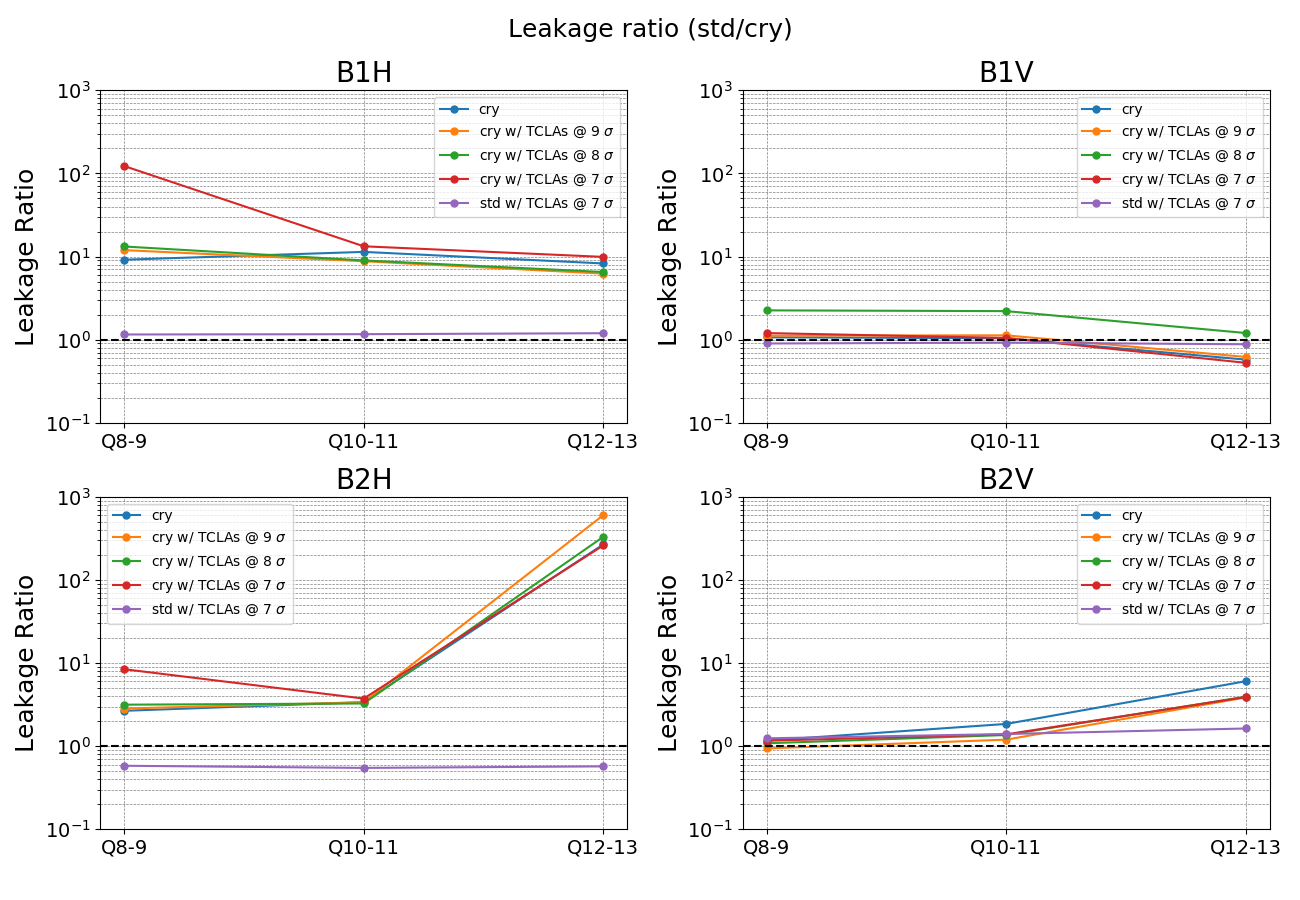 Leakage ratio (std/cry)
B1H
Leakage Ratio
10³
10²
10¹
10⁰
10⁻¹
cry
cry w/ TCLAs @ 9 σ
cry w/ TCLAs @ 8 σ
cry w/ TCLAs @ 7 σ
std w/ TCLAs @ 7 σ
Q8-9
Q10-11
Q12-13
B1V
Leakage Ratio
10³
10²
10¹
10⁰
10⁻¹
cry
cry w/ TCLAs @ 9 σ
cry w/ TCLAs @ 8 σ
cry w/ TCLAs @ 7 σ
std w/ TCLAs @ 7 σ
Q8-9
Q10-11
Q12-13
B2H
Leakage Ratio
10³
10²
10¹
10⁰
10⁻¹
cry
cry w/ TCLAs @ 9 σ
cry w/ TCLAs @ 8 σ
cry w/ TCLAs @ 7 σ
std w/ TCLAs @ 7 σ
Q8-9
Q10-11
Q12-13
B2V
Leakage Ratio
10³
10²
10¹
10⁰
10⁻¹
cry
cry w/ TCLAs @ 9 σ
cry w/ TCLAs @ 8 σ
cry w/ TCLAs @ 7 σ
std w/ TCLAs @ 7 σ
Q8-9
Q10-11
Q12-13